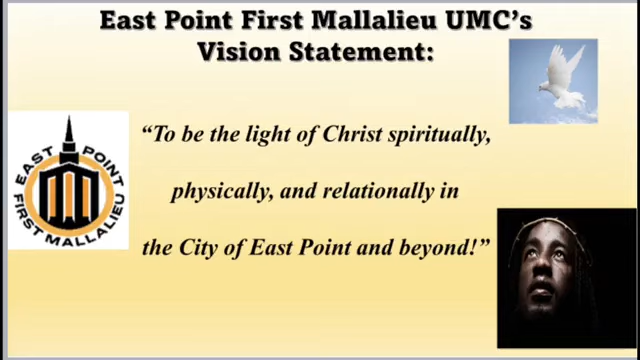 East Point First Mallalieu UMC's
Vision Statement:
“To be the light of Christ spiritually,
physically, and relationally in
the City of East Point and beyond!”
EAST POINT
FIRST MALLALIEU